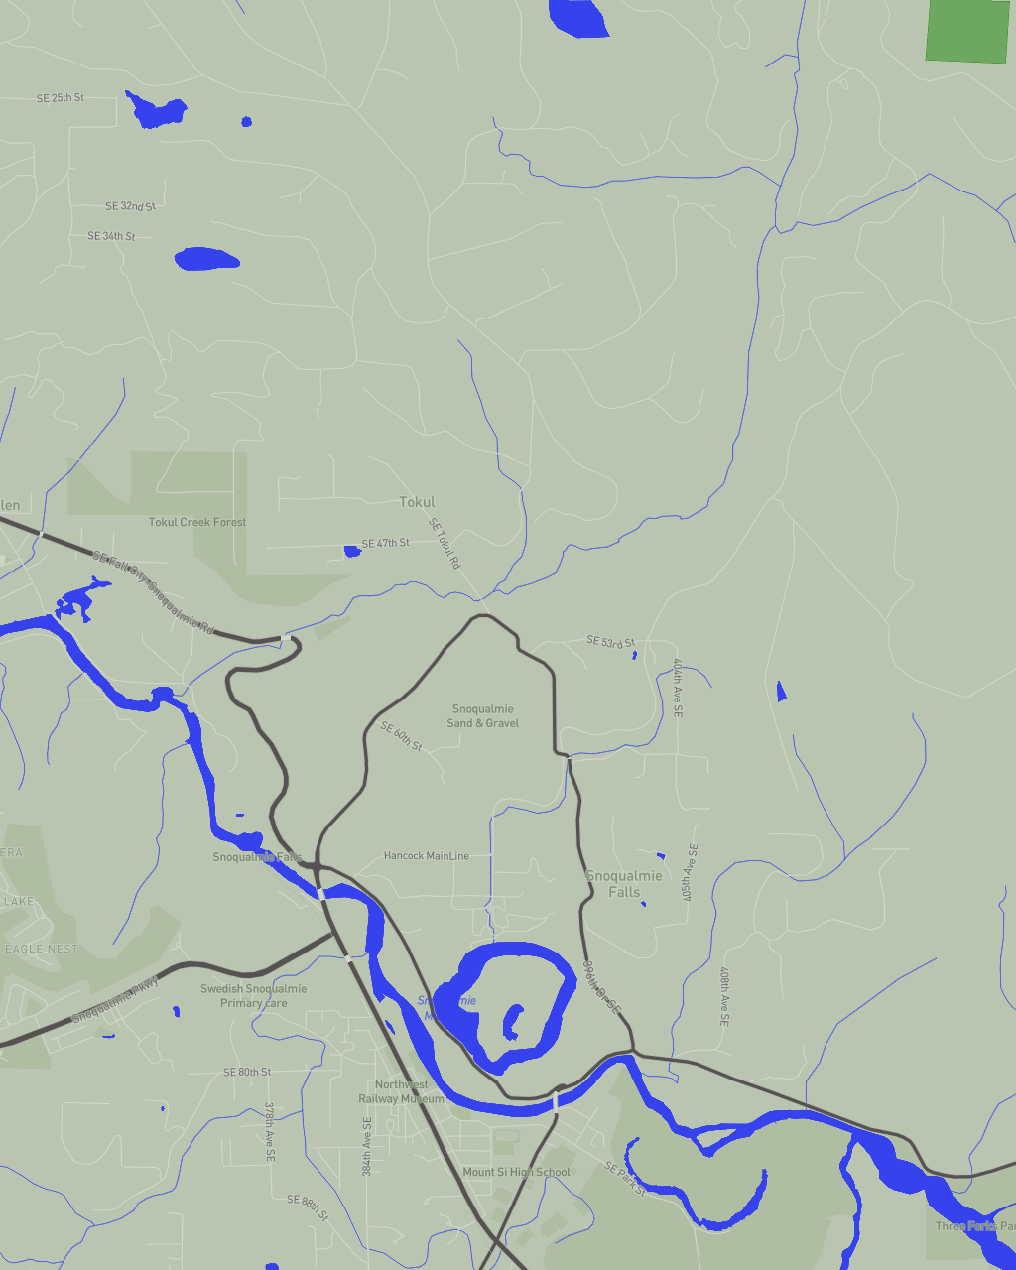 SE 25th St
SE 32nd St
SE 34th St
len
Tokul
Tokul Creek Forest
SE Tokul Rd
SE 47th St
SE Fall City-Snoqualmie Rd
SE 53rd St
404th Ave SE
Snoqualmie
Sand & Gravel
SE 60th St
ERA
Snoqualmie Falls
Hancock MainLine
405th Ave SE
Snoqualmie
Falls
LAKE
EAGLE NEST
Swedish Snoqualmie
Primary care
Snoqualmie Pkwy
396th Dr SE
408th Ave SE
SE 80th St
Northwest
Railway Museum
378th Ave SE
384th Ave SE
Mount Si High School
SE Park St
SE 88th St
Three Forks Par